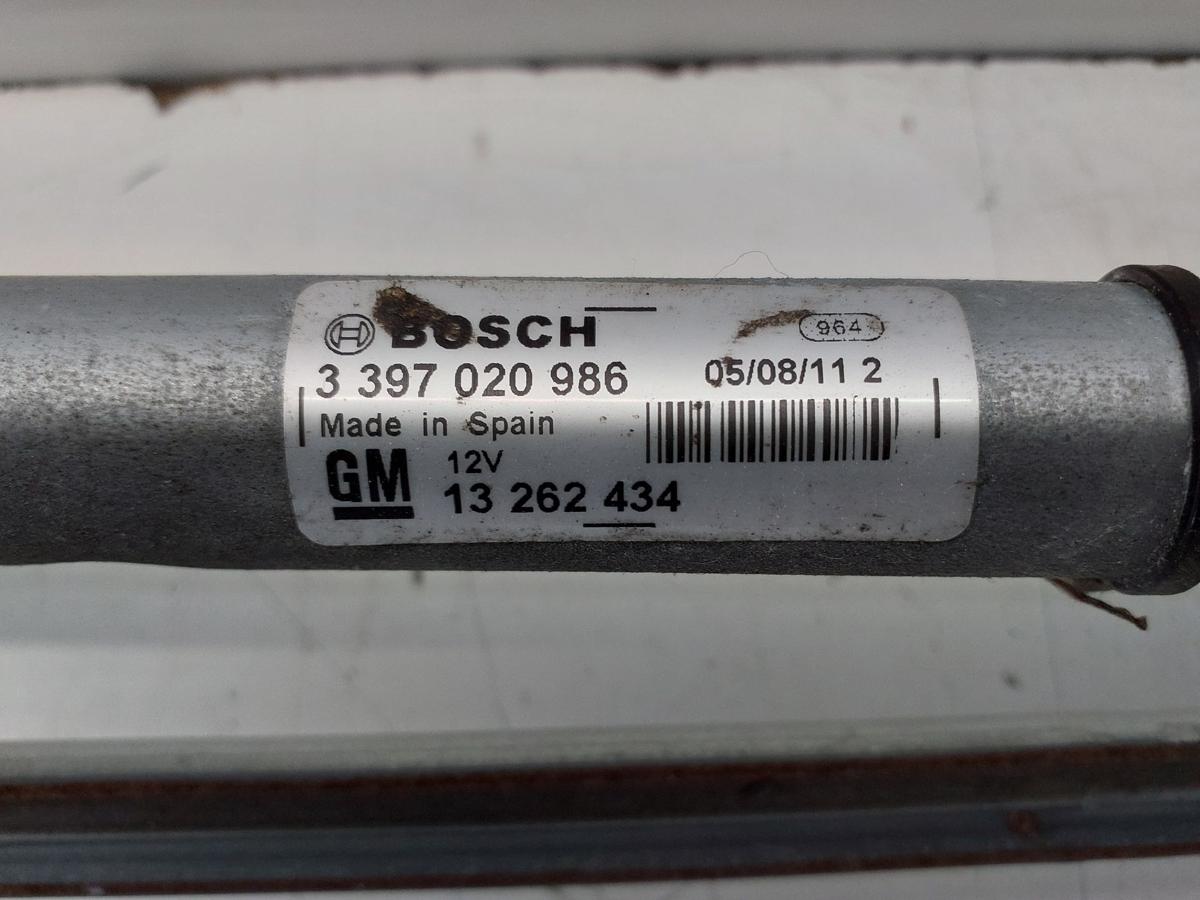 BOSCH
964
3 397 020 986
05/08/11 2
Made in Spain
GM
12V
13 262 434